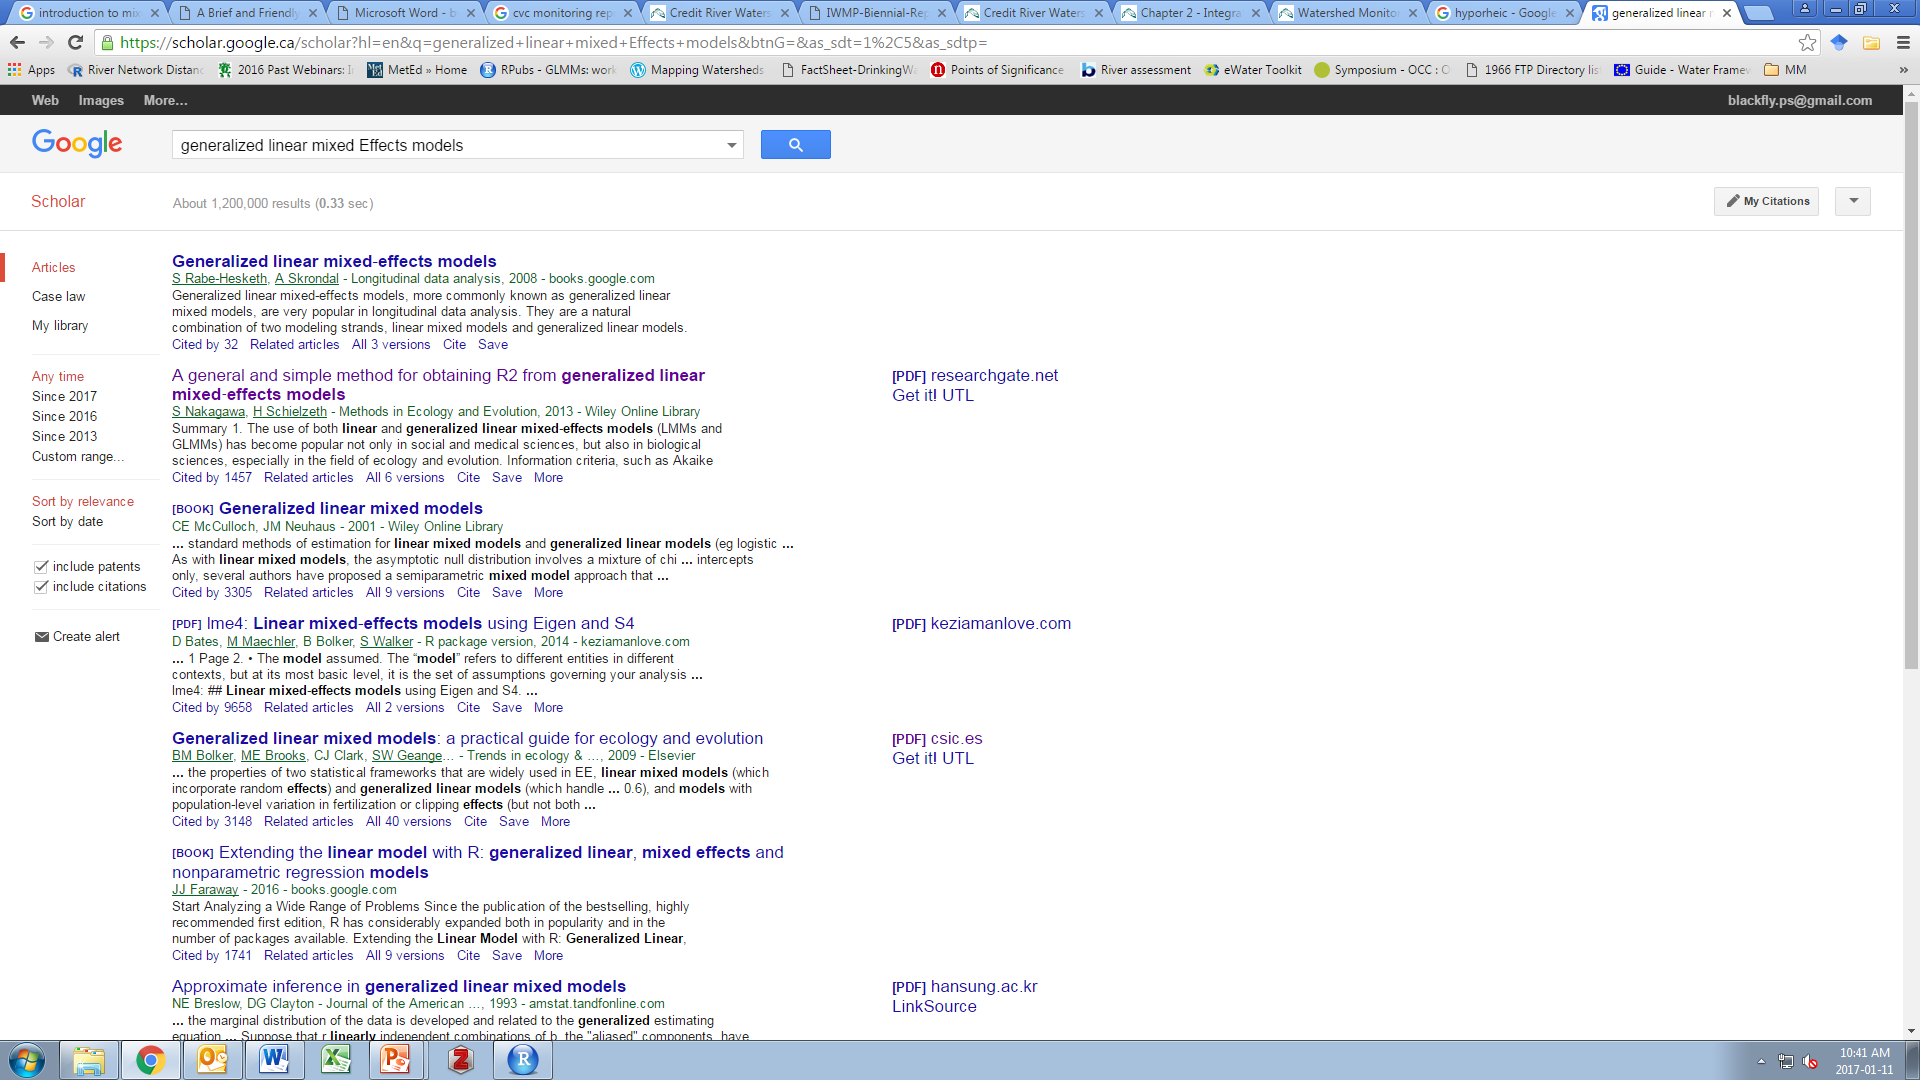 introduction to mix
A Brief and Friendly
Microsoft Word - b
cvc monitoring rep
Credit River Waters
IWMP-Biennial-Rep
Credit River Waters
Chapter 2 - Integra
Watershed Monitor
hyporheic - Google
generalized linear
https://scholar.google.ca/scholar?hl=en&q=generalized+linear+mixed+Effects+models&btnG=&as_sdt=1%2C5&as_sdtp=
Apps
River Network Distanc
2016 Past Webinars:
MetEd » Home
RPubs - GLMMs: wor
Mapping Watersheds
FactSheet-DrinkingW
Points of Significance
River assessment
eWater Toolkit
Symposium - OCC :
1966 FTP Directory lis
Guide - Water Framew
MM
»
Web Images More... blackfly.ps@gmail.com
Google
generalized linear mixed Effects models
Scholar
About 1,200,000 results (0.33 sec)
My Citations
Articles
Case law
My library
Any time
Since 2017
Since 2016
Since 2013
Custom range...
Sort by relevance
Sort by date
include patents
include citations
Create alert
Generalized linear mixed-effects models
S Rabe-Hesketh, A Skrondal - Longitudinal data analysis, 2008 - books.google.com
Generalized linear mixed-effects models, more commonly known as generalized linear
mixed models, are very popular in longitudinal data analysis. They are a natural
combination of two modeling strands, linear mixed models and generalized linear models.
Cited by 32 Related articles All 3 versions Cite Save
A general and simple method for obtaining R2 from generalized linear
mixed-effects models
S Nakagawa, H Schielzeth - Methods in Ecology and Evolution, 2013 - Wiley Online Library
Summary 1. The use of both linear and generalized linear mixed-effects models (LMMs and
GLMMs) has become popular not only in social and medical sciences, but also in biological
sciences, especially in the field of ecology and evolution. Information criteria, such as Akaike
Cited by 1457 Related articles All 6 versions Cite Save More
[PDF] researchgate.net
Get it! UTL
[BOOK] Generalized linear mixed models
CE McCulloch, JM Neuhaus - 2001 - Wiley Online Library
... standard methods of estimation for linear mixed models and generalized linear models (eg logistic ...
As with linear mixed models, the asymptotic null distribution involves a mixture of chi ... intercepts
only, several authors have proposed a semiparametric mixed model approach that ...
Cited by 3305 Related articles All 9 versions Cite Save More
[PDF] lme4: Linear mixed-effects models using Eigen and S4
D Bates, M Maechler, B Bolker, S Walker - R package version, 2014 - keziamanlove.com
... 1 Page 2. • The model assumed. The “model” refers to different entities in different
contexts, but at its most basic level, it is the set of assumptions governing your analysis ...
lme4: ## Linear mixed-effects models using Eigen and S4. ...
Cited by 9658 Related articles All 2 versions Cite Save More
[PDF] keziamanlove.com
Generalized linear mixed models: a practical guide for ecology and evolution
BM Bolker, ME Brooks, CJ Clark, SW Geange... - Trends in ecology & ..., 2009 - Elsevier
... the properties of two statistical frameworks that are widely used in EE, linear mixed models (which
incorporate random effects) and generalized linear models (which handle ... 0.6), and models with
population-level variation in fertilization or clipping effects (but not both ...
Cited by 3148 Related articles All 40 versions Cite Save More
[PDF] csic.es
Get it! UTL
[BOOK] Extending the linear model with R: generalized linear, mixed effects and
nonparametric regression models
JJ Faraway - 2016 - books.google.com
Start Analyzing a Wide Range of Problems Since the publication of the bestselling, highly
recommended first edition, R has considerably expanded both in popularity and in the
number of packages available. Extending the Linear Model with R: Generalized Linear,
Cited by 1741 Related articles All 9 versions Cite Save More
Approximate inference in generalized linear mixed models
NE Breslow, DG Clayton - Journal of the American ..., 1993 - amstat.tandfonline.com
... the marginal distribution of the data is developed and related to the generalized estimating
equation ... Suppose that r linearly independent combinations of b, the "aliased" components, have
[PDF] hansung.ac.kr
LinkSource
10:41 AM
2017-01-11